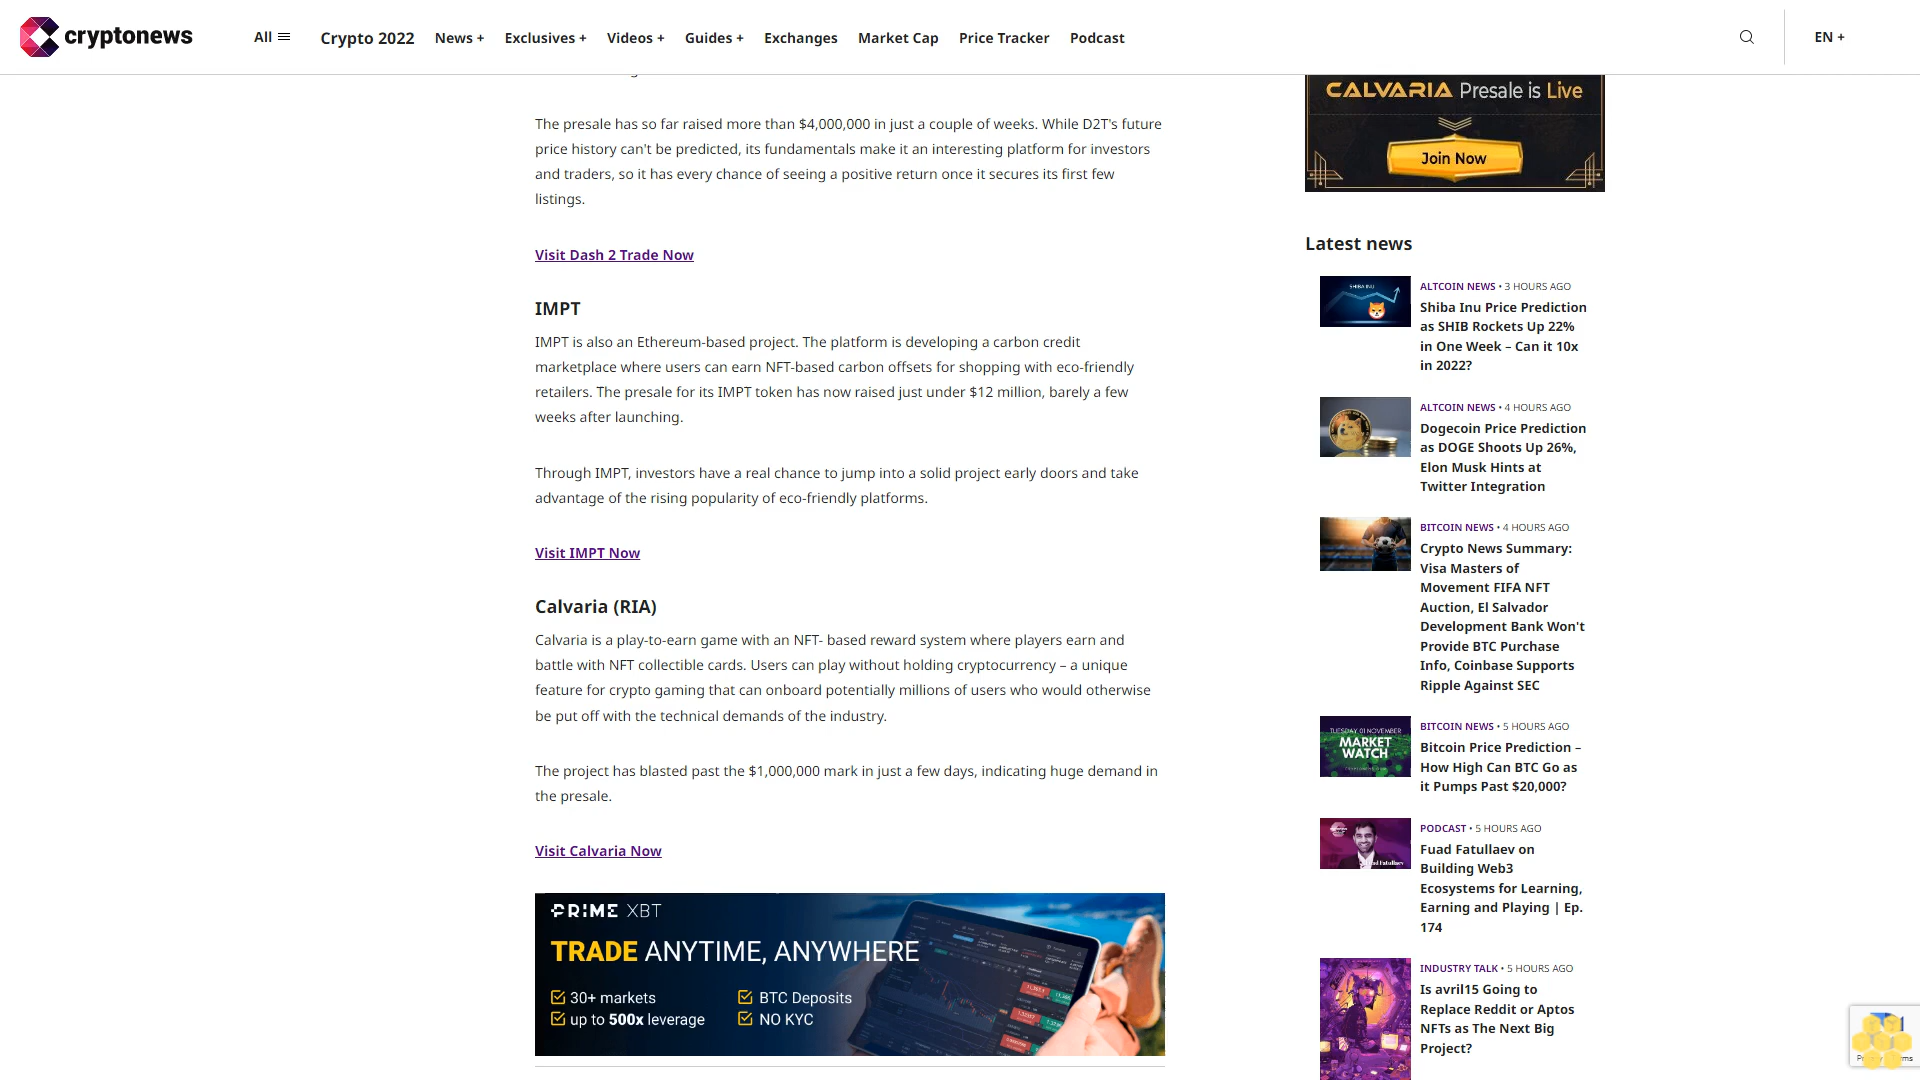 cryptonews
All
Crypto 2022
News +
Exclusives +
Videos +
Guides +
Exchanges
Market Cap
Price Tracker
Podcast
EN +
The presale has so far raised more than $4,000,000 in just a couple of weeks. While D2T's future
price history can't be predicted, its fundamentals make it an interesting platform for investors
and traders, so it has every chance of seeing a positive return once it secures its first few
listings.
Visit Dash 2 Trade Now
IMPT
IMPT is also an Ethereum-based project. The platform is developing a carbon credit
marketplace where users can earn NFT-based carbon offsets for shopping with eco-friendly
retailers. The presale for its IMPT token has now raised just under $12 million, barely a few
weeks after launching.
Through IMPT, investors have a real chance to jump into a solid project early doors and take
advantage of the rising popularity of eco-friendly platforms.
Visit IMPT Now
Calvaria (RIA)
Calvaria is a play-to-earn game with an NFT- based reward system where players earn and
battle with NFT collectible cards. Users can play without holding cryptocurrency – a unique
feature for crypto gaming that can onboard potentially millions of users who would otherwise
be put off with the technical demands of the industry.
The project has blasted past the $1,000,000 mark in just a few days, indicating huge demand in
the presale.
Visit Calvaria Now
PRIME XBT
TRADE ANYTIME, ANYWHERE
30+ markets
BTC Deposits
up to 500x leverage
NO KYC
CALVARIA Presale is Live
Join Now
Latest news
SHIBA INU
ALTCOIN NEWS • 3 HOURS AGO
Shiba Inu Price Prediction
as SHIB Rockets Up 22%
in One Week – Can it 10x
in 2022?
ALTCOIN NEWS • 4 HOURS AGO
Dogecoin Price Prediction
as DOGE Shoots Up 26%,
Elon Musk Hints at
Twitter Integration
BITCOIN NEWS • 4 HOURS AGO
Crypto News Summary:
Visa Masters of
Movement FIFA NFT
Auction, El Salvador
Development Bank Won't
Provide BTC Purchase
Info, Coinbase Supports
Ripple Against SEC
TUESDAY 01 NOVEMBER
MARKET
WATCH
BITCOIN NEWS • 5 HOURS AGO
Bitcoin Price Prediction –
How High Can BTC Go as
it Pumps Past $20,000?
PODCAST • 5 HOURS AGO
Fuad Fatullaev on
Building Web3
Ecosystems for Learning,
Earning and Playing | Ep.
174
Fuad Fatullaev
INDUSTRY TALK • 5 HOURS AGO
Is avril15 Going to
Replace Reddit or Aptos
NFTs as The Next Big
Project?